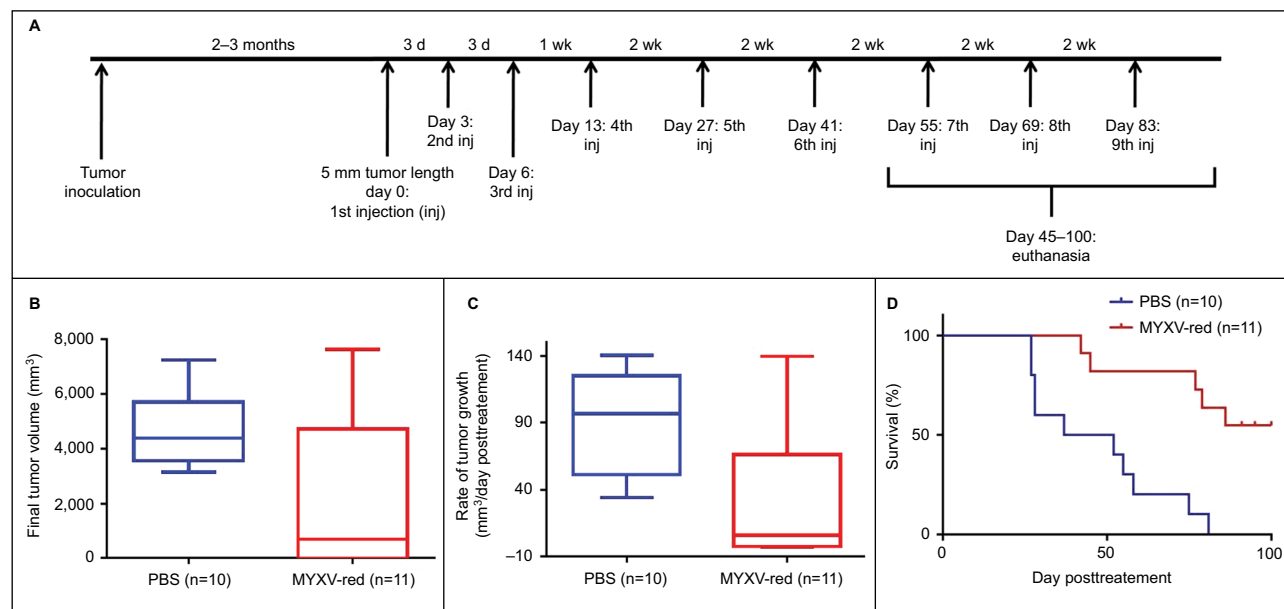 A
2–3 months
3 d
3 d
1 wk
2 wk
2 wk
2 wk
2 wk
2 wk
Tumor
inoculation
5 mm tumor length
day 0:
1st injection (inj)
Day 3:
2nd inj
Day 6:
3rd inj
Day 13: 4th
inj
Day 27: 5th
inj
Day 41:
6th inj
Day 55: 7th
inj
Day 69: 8th
inj
Day 83:
9th inj
Day 45–100:
euthanasia
B
Final tumor volume (mm³)
8,000
6,000
4,000
2,000
0
PBS (n=10)
MYXV-red (n=11)
C
Rate of tumor growth
(mm³/day posttreatement)
140
90
40
–10
PBS (n=10)
MYXV-red (n=11)
D
PBS (n=10)
MYXV-red (n=11)
Survival (%)
100
50
0
0
50
100
Day posttreatement